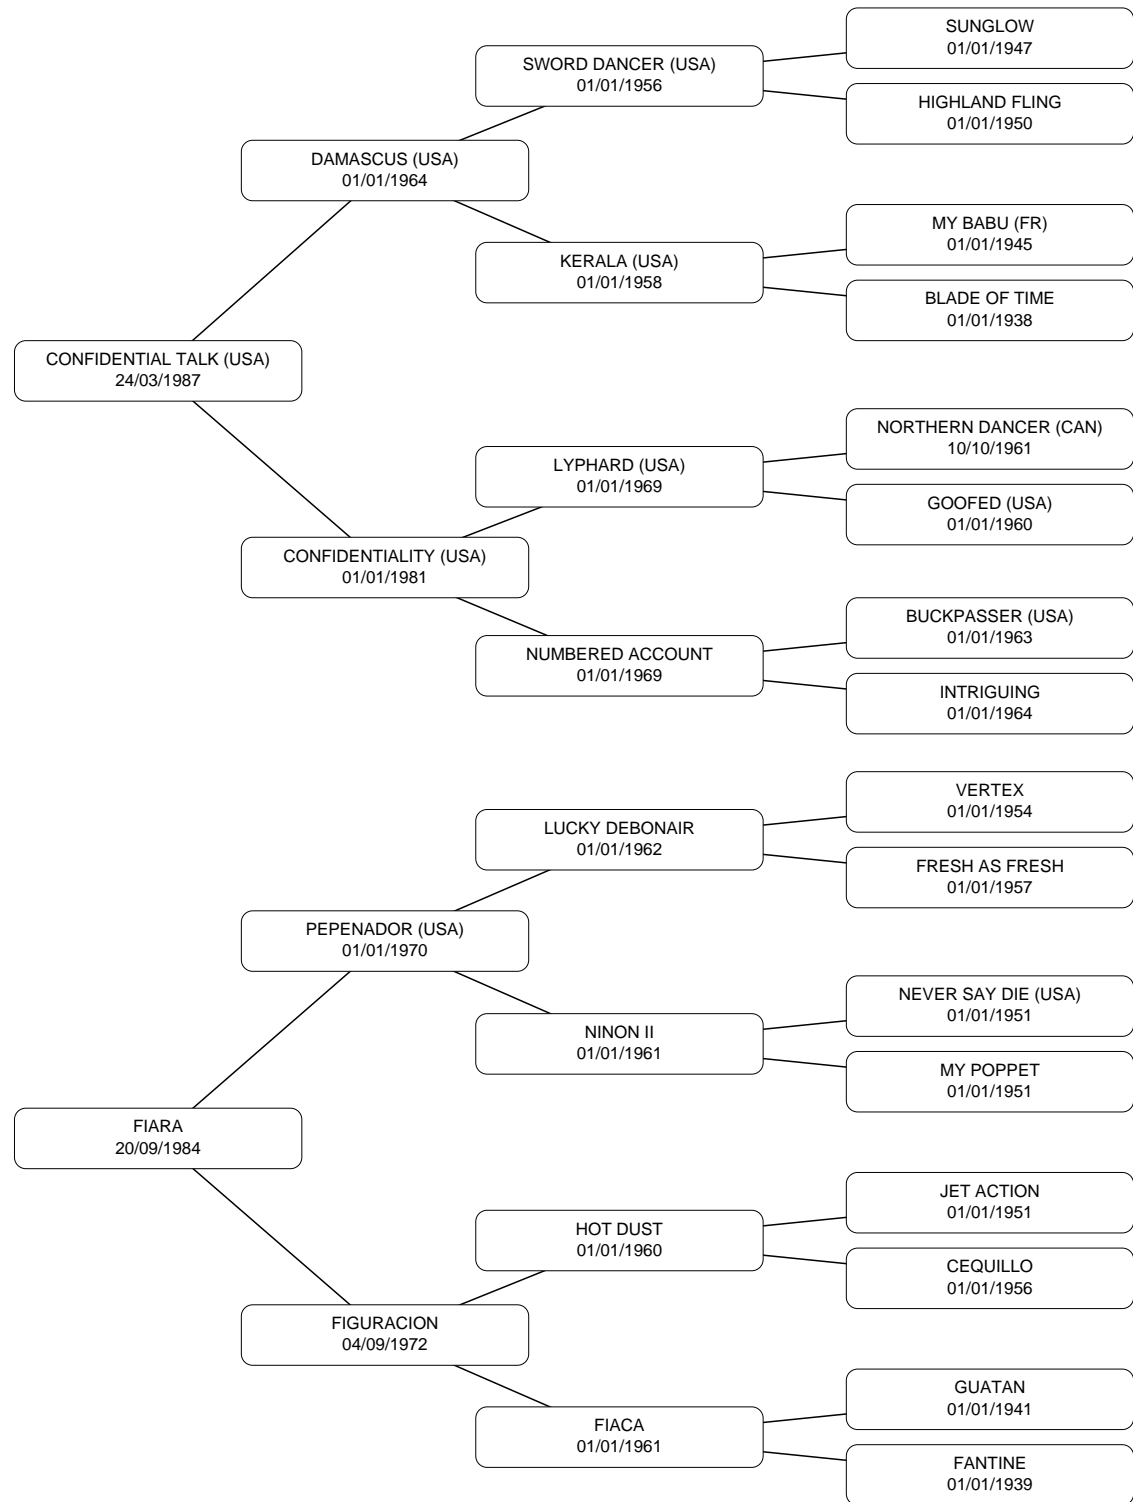 SUNGLOW
01/01/1947
SWORD DANCER (USA)
01/01/1956
HIGHLAND FLING
01/01/1950
DAMASCUS (USA)
01/01/1964
MY BABU (FR)
01/01/1945
KERALA (USA)
01/01/1958
BLADE OF TIME
01/01/1938
CONFIDENTIAL TALK (USA)
24/03/1987
NORTHERN DANCER (CAN)
10/10/1961
LYPHARD (USA)
01/01/1969
GOOFED (USA)
01/01/1960
CONFIDENTIALITY (USA)
01/01/1981
BUCKPASSER (USA)
01/01/1963
NUMBERED ACCOUNT
01/01/1969
INTRIGUING
01/01/1964
VERTEX
01/01/1954
LUCKY DEBONAIR
01/01/1962
FRESH AS FRESH
01/01/1957
PEPENADOR (USA)
01/01/1970
NEVER SAY DIE (USA)
01/01/1951
NINON II
01/01/1961
MY POPPET
01/01/1951
FIARA
20/09/1984
JET ACTION
01/01/1951
HOT DUST
01/01/1960
CEQUILLO
01/01/1956
FIGURACION
04/09/1972
GUATAN
01/01/1941
FIACA
01/01/1961
FANTINE
01/01/1939